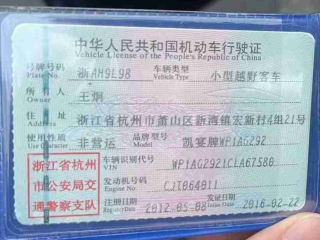 中华人民共和国机动车行驶证
Vehicle License of the People's Republic of China
号牌号码 浙AH9L98 车辆类型 小型越野客车
Plate No. Vehicle Type
所有人 王炯
Owner
住址 浙江省杭州市萧山区新湾镇宏新村4组21号
Address
使用性质 非营运 品牌型号 凯宴牌WP1AG292
Use Character Model
浙江省杭州市公安局交通警察支队
车辆识别代号 WP1AG2921CLA67580
VIN
发动机号码 CJT064011
Engine No.
注册日期 2012-05-08 发证日期 2016-02-22
Register Date Issue Date